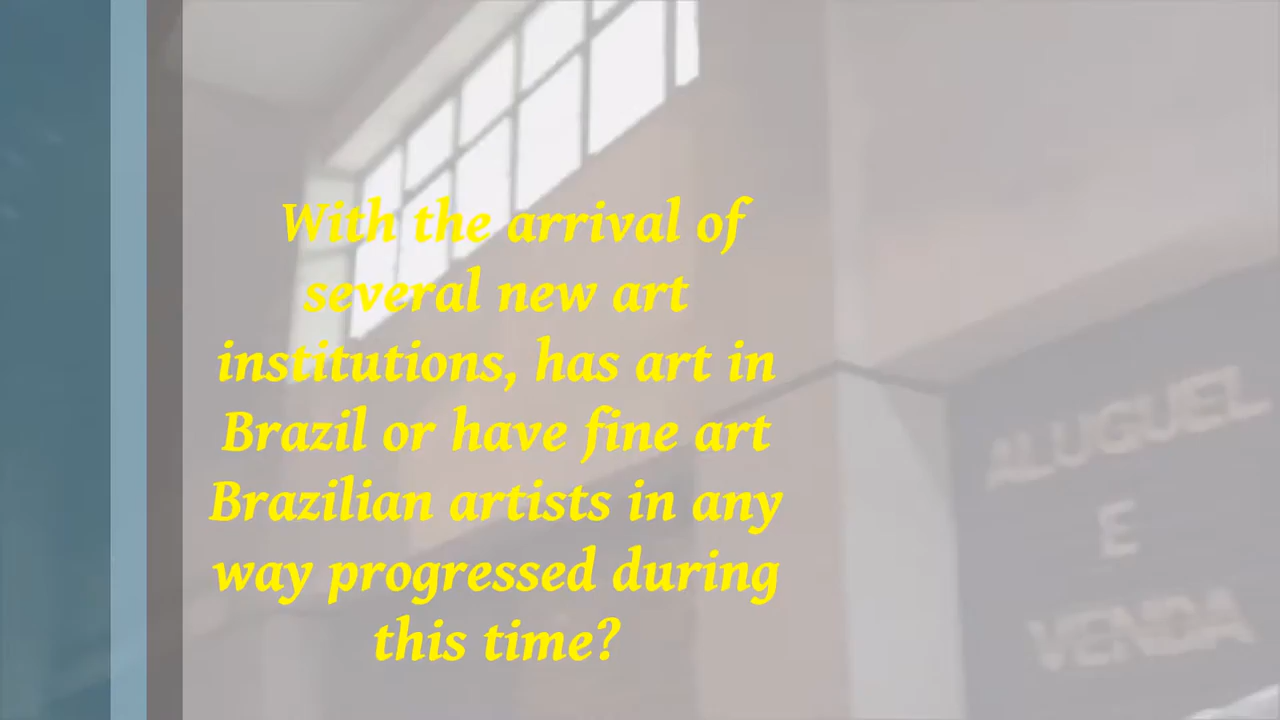 With the arrival of
several new art
institutions, has art in
Brazil or have fine art
Brazilian artists in any
way progressed during
this time?
ALUGUEL
E
VENDA